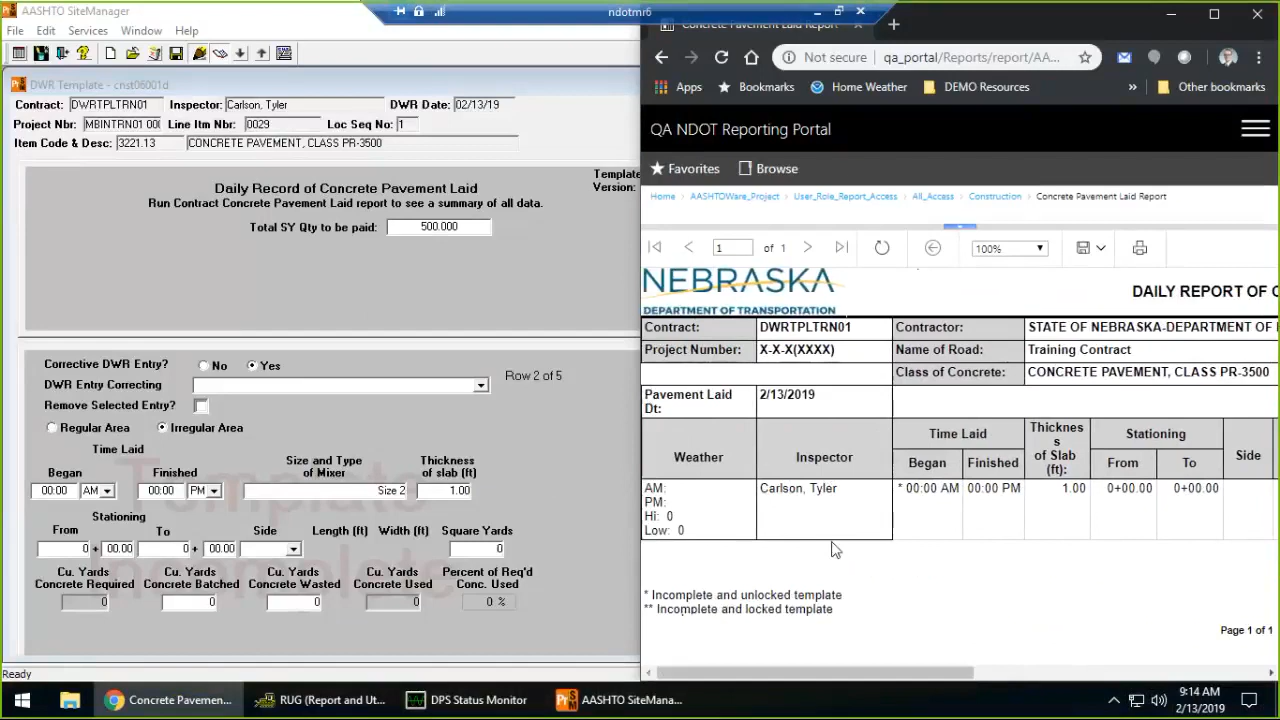 AASHTO SiteManager
File Edit Services Window Help
ndotmr6
DWR Template - cnst06001d
Contract: DWRTPLTRN01 Inspector: Carlson, Tyler DWR Date: 02/13/19
Project Nbr: MBINTRN01 00( Line Itm Nbr: 0029 Loc Seq No: 1
Item Code & Desc: 3221.13 CONCRETE PAVEMENT, CLASS PR-3500
Template
Version:
Daily Record of Concrete Pavement Laid
Run Contract Concrete Pavement Laid report to see a summary of all data.
Total SY Qty to be paid: 500.000
Corrective DWR Entry? No Yes
Row 2 of 5
DWR Entry Correcting
Remove Selected Entry?
Regular Area Irregular Area
Time Laid
Began Finished Size and Type of Mixer Thickness of slab (ft)
00:00 AM 00:00 PM Size 2 1.00
Stationing
From To Side Length (ft) Width (ft) Square Yards
0 + 00.00 0 + 00.00 0
Cu. Yards Concrete Required Cu. Yards Concrete Batched Cu. Yards Concrete Wasted Cu. Yards Concrete Used Percent of Req'd Conc. Used
0 0 0 0 0 %
Template
Incomplete
Ready
Concrete Pavement Laid Report
Not secure qa_portal/Reports/report/AA...
Apps Bookmarks Home Weather DEMO Resources » Other bookmarks
QA NDOT Reporting Portal
Favorites Browse
Home › AASHTOWare_Project › User_Role_Report_Access › All_Access › Construction › Concrete Pavement Laid Report
1 of 1 100%
NEBRASKA
DEPARTMENT OF TRANSPORTATION
DAILY REPORT OF C
Contract: DWRTPLTRN01 Contractor: STATE OF NEBRASKA-DEPARTMENT OF
Project Number: X-X-X(XXXX) Name of Road: Training Contract
Class of Concrete: CONCRETE PAVEMENT, CLASS PR-3500
Pavement Laid Dt: 2/13/2019
Weather Inspector Time Laid Thicknes s of Slab (ft): Stationing Side
Began Finished From To
AM: Carlson, Tyler * 00:00 AM 00:00 PM 1.00 0+00.00 0+00.00
PM:
Hi: 0
Low: 0
* Incomplete and unlocked template
** Incomplete and locked template
Page 1 of 1
Concrete Pavemen... RUG (Report and Ut... DPS Status Monitor AASHTO SiteMana...
9:14 AM
2/13/2019